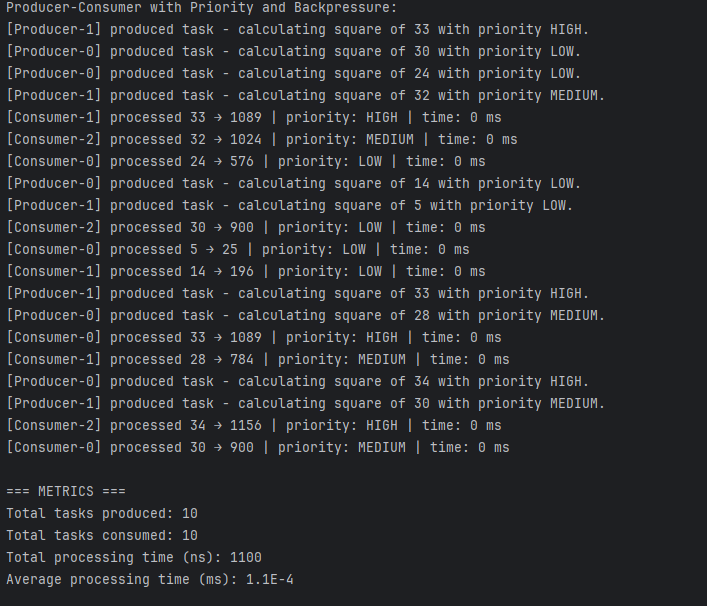 Producer-Consumer with Priority and Backpressure:
[Producer-1] produced task - calculating square of 33 with priority HIGH.
[Producer-0] produced task - calculating square of 30 with priority LOW.
[Producer-0] produced task - calculating square of 24 with priority LOW.
[Producer-1] produced task - calculating square of 32 with priority MEDIUM.
[Consumer-1] processed 33 → 1089 | priority: HIGH | time: 0 ms
[Consumer-2] processed 32 → 1024 | priority: MEDIUM | time: 0 ms
[Consumer-0] processed 24 → 576 | priority: LOW | time: 0 ms
[Producer-0] produced task - calculating square of 14 with priority LOW.
[Producer-1] produced task - calculating square of 5 with priority LOW.
[Consumer-2] processed 30 → 900 | priority: LOW | time: 0 ms
[Consumer-0] processed 5 → 25 | priority: LOW | time: 0 ms
[Consumer-1] processed 14 → 196 | priority: LOW | time: 0 ms
[Producer-1] produced task - calculating square of 33 with priority HIGH.
[Producer-0] produced task - calculating square of 28 with priority MEDIUM.
[Consumer-0] processed 33 → 1089 | priority: HIGH | time: 0 ms
[Consumer-1] processed 28 → 784 | priority: MEDIUM | time: 0 ms
[Producer-0] produced task - calculating square of 34 with priority HIGH.
[Producer-1] produced task - calculating square of 30 with priority MEDIUM.
[Consumer-2] processed 34 → 1156 | priority: HIGH | time: 0 ms
[Consumer-0] processed 30 → 900 | priority: MEDIUM | time: 0 ms

=== METRICS ===
Total tasks produced: 10
Total tasks consumed: 10
Total processing time (ns): 1100
Average processing time (ms): 1.1E-4